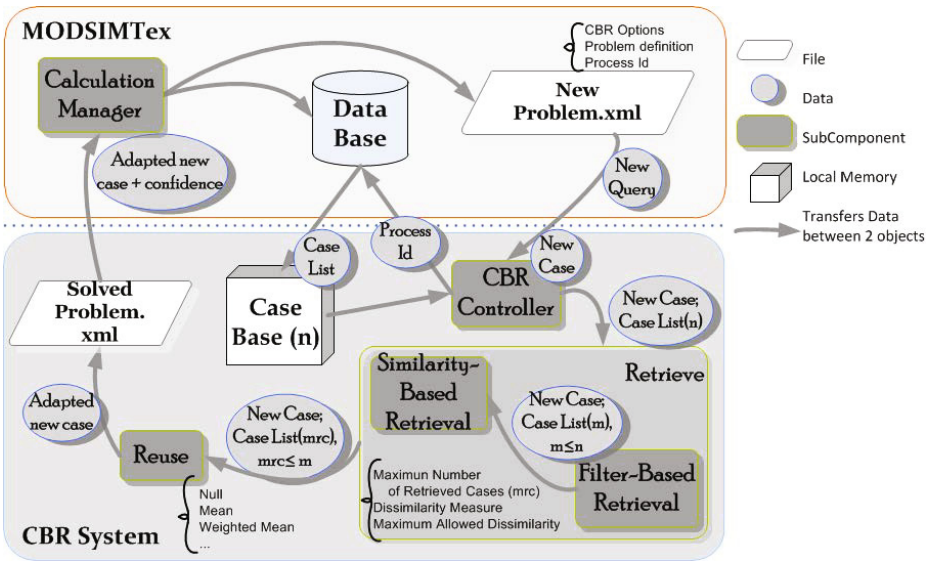 MODSIMTex
CBR Options
Problem definition
Process Id
Calculation
Manager
Data
Base
New
Problem.xml
Adapted new
case + confidence
New
Query
File
Data
SubComponent
Local Memory
Transfers Data
between 2 objects
Case
List
Process
Id
New
Case
Solved
Problem.
xml
Case
Base (n)
CBR
Controller
New Case;
Case List(n)
Similarity-
Based
Retrieval
Retrieve
New Case;
Case List(m),
m≤n
Filter-Based
Retrieval
Adapted
new case
New Case;
Case List(mrc),
mrc≤ m
Reuse
Maximun Number
of Retrieved Cases (mrc)
Dissimilarity Measure
Maximum Allowed Dissimilarity
Null
Mean
Weighted Mean
...
CBR System